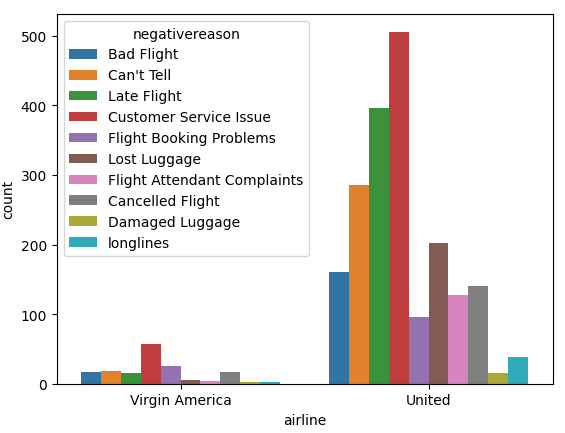 negativereason
Bad Flight
Can't Tell
Late Flight
Customer Service Issue
Flight Booking Problems
Lost Luggage
Flight Attendant Complaints
Cancelled Flight
Damaged Luggage
longlines
500
400
300
200
100
0
count
Virgin America United
airline